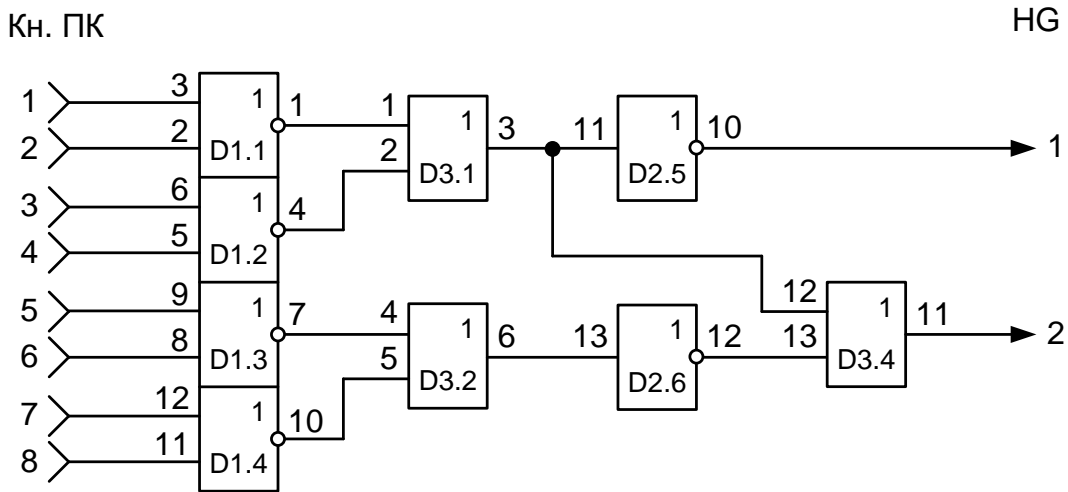 Кн. ПК HG
1 3 1 1 1 1 3 11 1 10 1
2 2 D1.1 2 D3.1 D2.5
3 6 1 4
4 5 D1.2 12 1 11 2
5 9 1 7 4 1 6 13 1 12 13 D3.4
6 8 D1.3 5 D3.2 D2.6
7 12 1 10
8 11 D1.4